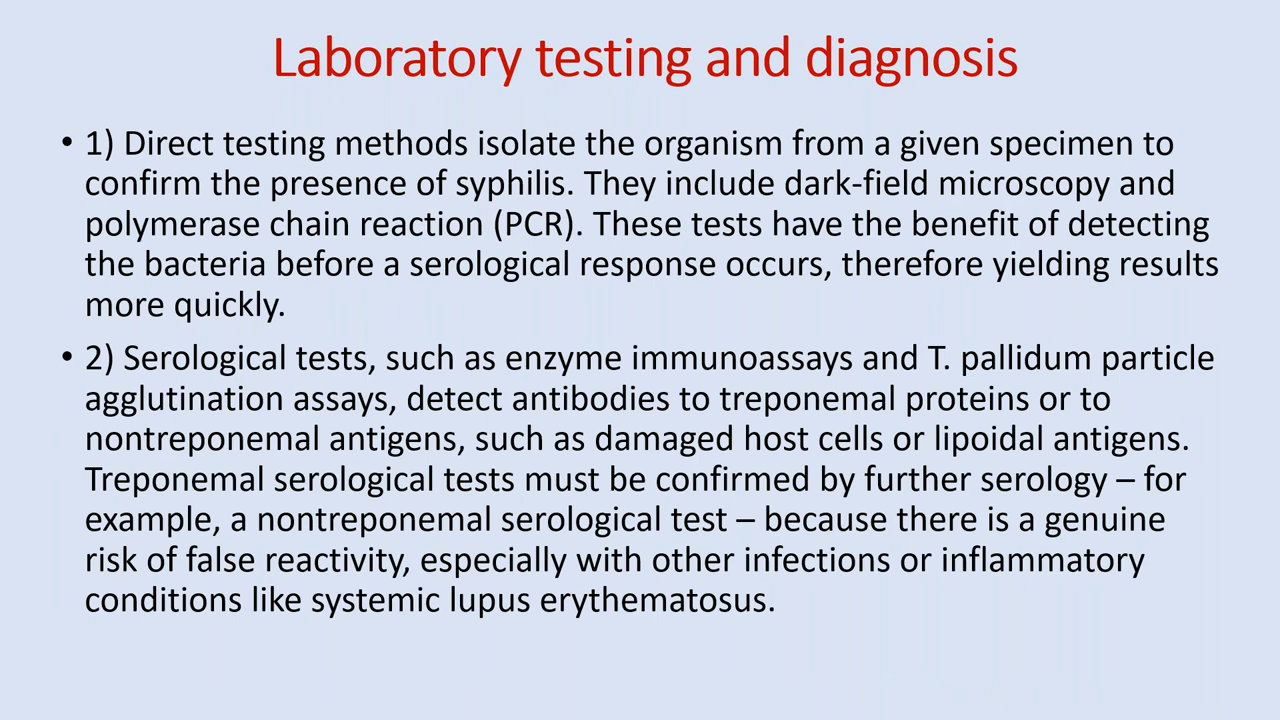 Laboratory testing and diagnosis
• 1) Direct testing methods isolate the organism from a given specimen to
confirm the presence of syphilis. They include dark-field microscopy and
polymerase chain reaction (PCR). These tests have the benefit of detecting
the bacteria before a serological response occurs, therefore yielding results
more quickly.
• 2) Serological tests, such as enzyme immunoassays and T. pallidum particle
agglutination assays, detect antibodies to treponemal proteins or to
nontreponemal antigens, such as damaged host cells or lipoidal antigens.
Treponemal serological tests must be confirmed by further serology – for
example, a nontreponemal serological test – because there is a genuine
risk of false reactivity, especially with other infections or inflammatory
conditions like systemic lupus erythematosus.